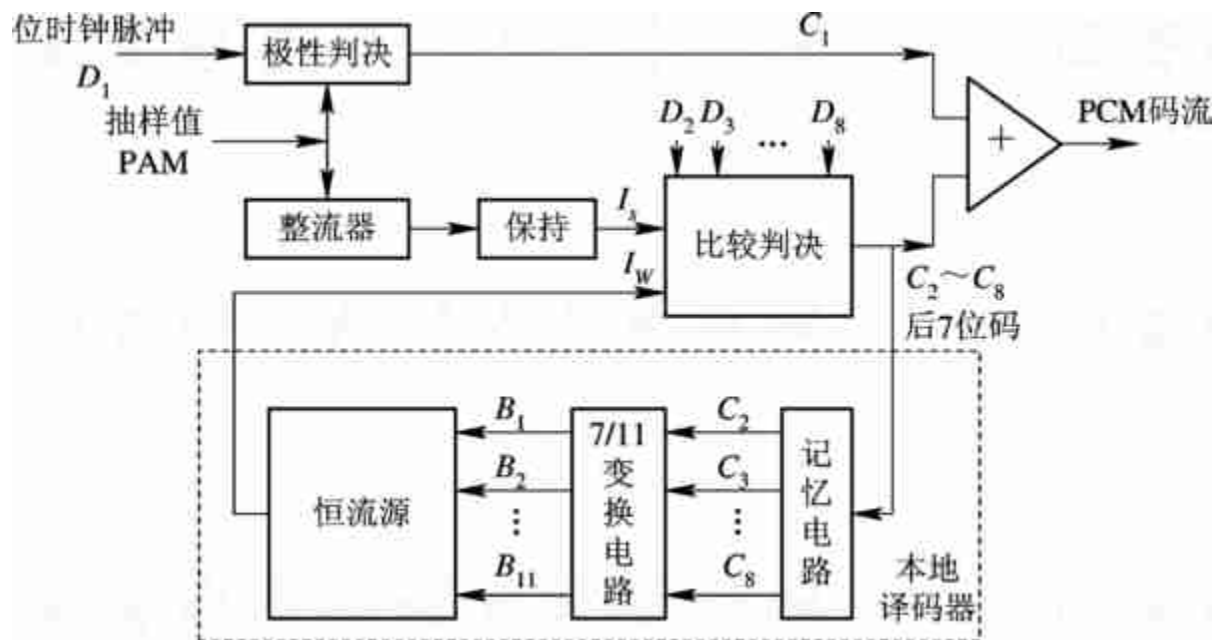 位时钟脉冲
D₁
极性判决
C₁
抽样值
PAM
D₂ D₃ … D₈
+
PCM码流
整流器
保持
Iₛ
I_W
比较判决
C₂～C₈
后7位码
恒流源
B₁
B₂
⋮
B₁₁
7/11
变
换
电
路
C₂
C₃
⋮
C₈
记
忆
电
路
本地
译码器